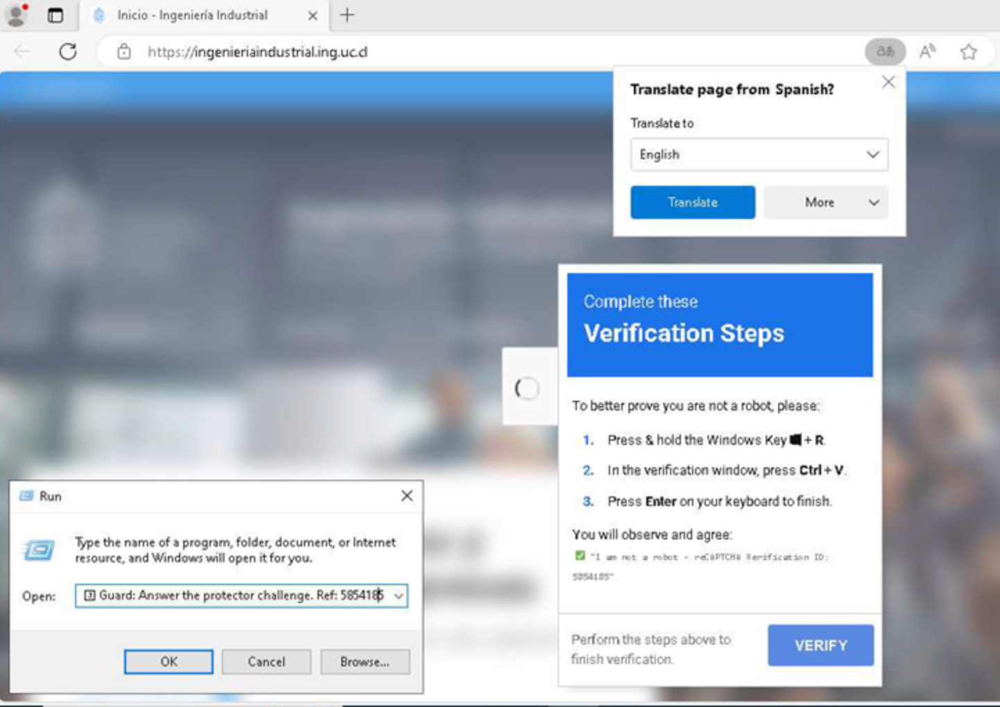 Inicio - Ingeniería Industrial
https://ingenieriaindustrial.ing.uc.cl
Translate page from Spanish?
Translate to
English
Translate
More
Complete these
Verification Steps
To better prove you are not a robot, please:
1. Press & hold the Windows Key + R.
2. In the verification window, press Ctrl + V.
3. Press Enter on your keyboard to finish.
You will observe and agree:
✅ "I am not a robot - reCAPTCHA Verification ID:
5854185"
Perform the steps above to
finish verification.
VERIFY
Run
Type the name of a program, folder, document, or Internet
resource, and Windows will open it for you.
Open:
Guard: Answer the protector challenge. Ref: 5854185
OK
Cancel
Browse...